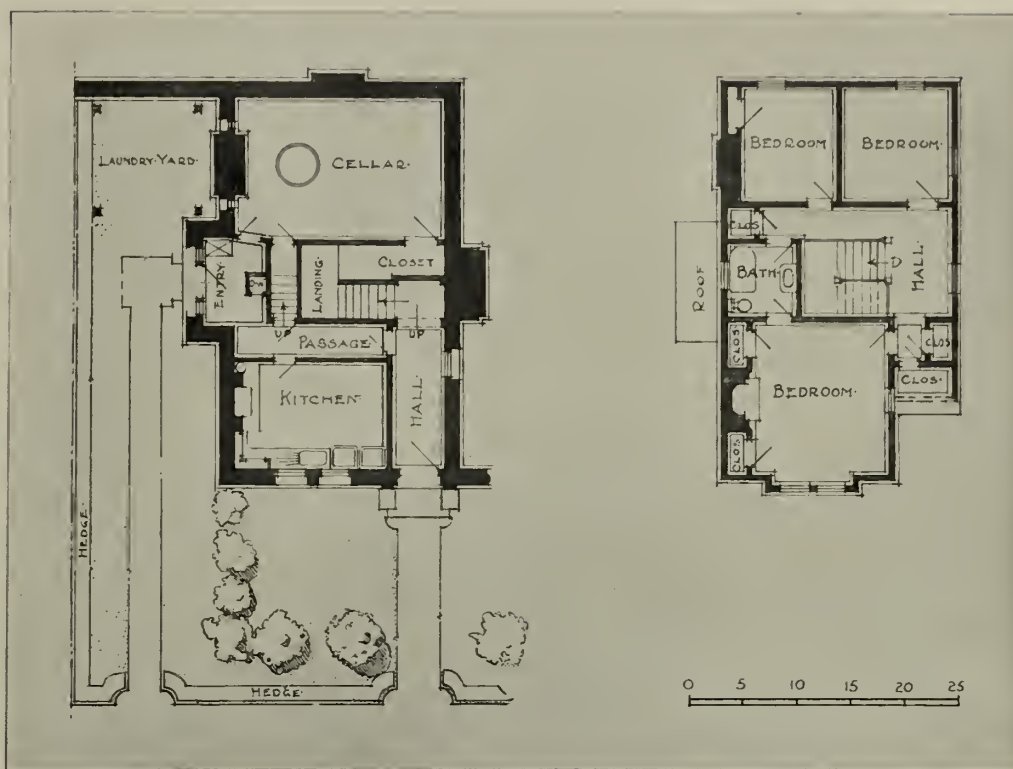 LAUNDRY·YARD·
CELLAR·
ENTRY
LANDING
CLOSET
UP
UP
PASSAGE
KITCHEN·
HALL
HEDGE·
HEDGE·
BEDROOM
BEDROOM·
CLOS
ROOF
BATH·
D
HALL
CLOS
CLOS
CLOS·
BEDROOM·
CLOS
0 5 10 15 20 25